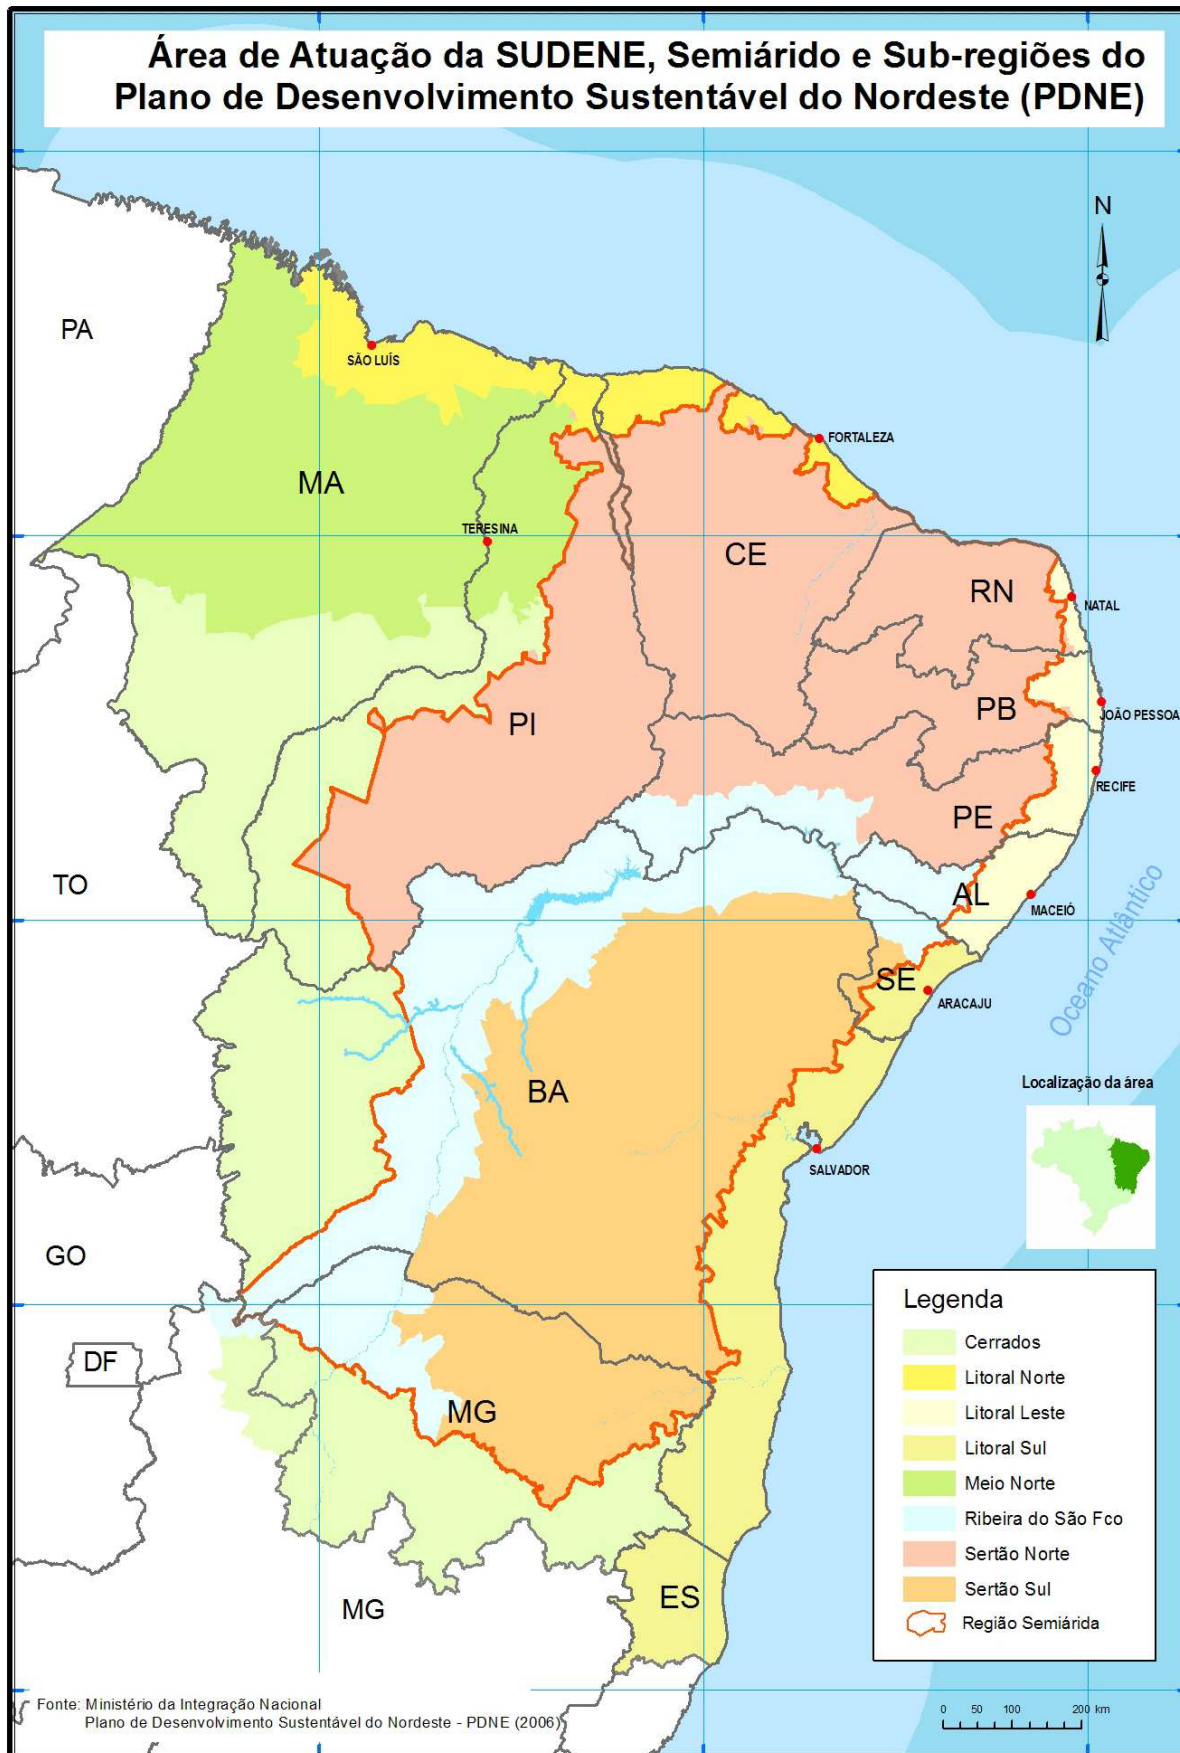 Área de Atuação da SUDENE, Semiárido e Sub-regiões do
Plano de Desenvolvimento Sustentável do Nordeste (PDNE)
N
PA
SÃO LUÍS
FORTALEZA
MA
TERESINA
CE
RN
NATAL
PB
JOÃO PESSOA
PI
RECIFE
PE
TO
AL
MACEIÓ
Oceano Atlântico
SE
ARACAJU
BA
Localização da área
SALVADOR
GO
DF
MG
Legenda
Cerrados
Litoral Norte
Litoral Leste
Litoral Sul
Meio Norte
Ribeira do São Fco
Sertão Norte
Sertão Sul
Região Semiárida
ES
MG
Fonte: Ministério da Integração Nacional
Plano de Desenvolvimento Sustentável do Nordeste - PDNE (2006)
0 50 100 200 km